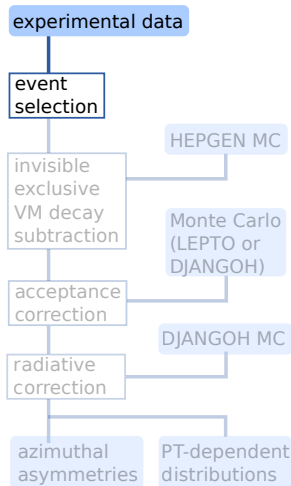 experimental data
event
selection
HEPGEN MC
invisible
exclusive
VM decay
subtraction
Monte Carlo
(LEPTO or
DJANGOH)
acceptance
correction
DJANGOH MC
radiative
correction
azimuthal
asymmetries
PT-dependent
distributions